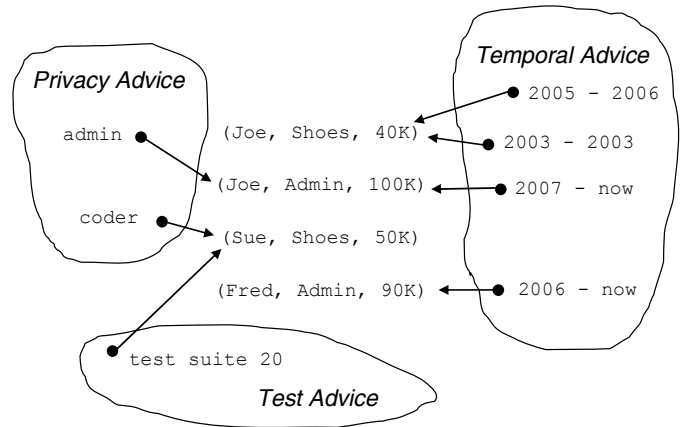 Privacy Advice
admin
coder
(Joe, Shoes, 40K)
(Joe, Admin, 100K)
(Sue, Shoes, 50K)
(Fred, Admin, 90K)
Temporal Advice
2005 - 2006
2003 - 2003
2007 - now
2006 - now
test suite 20
Test Advice